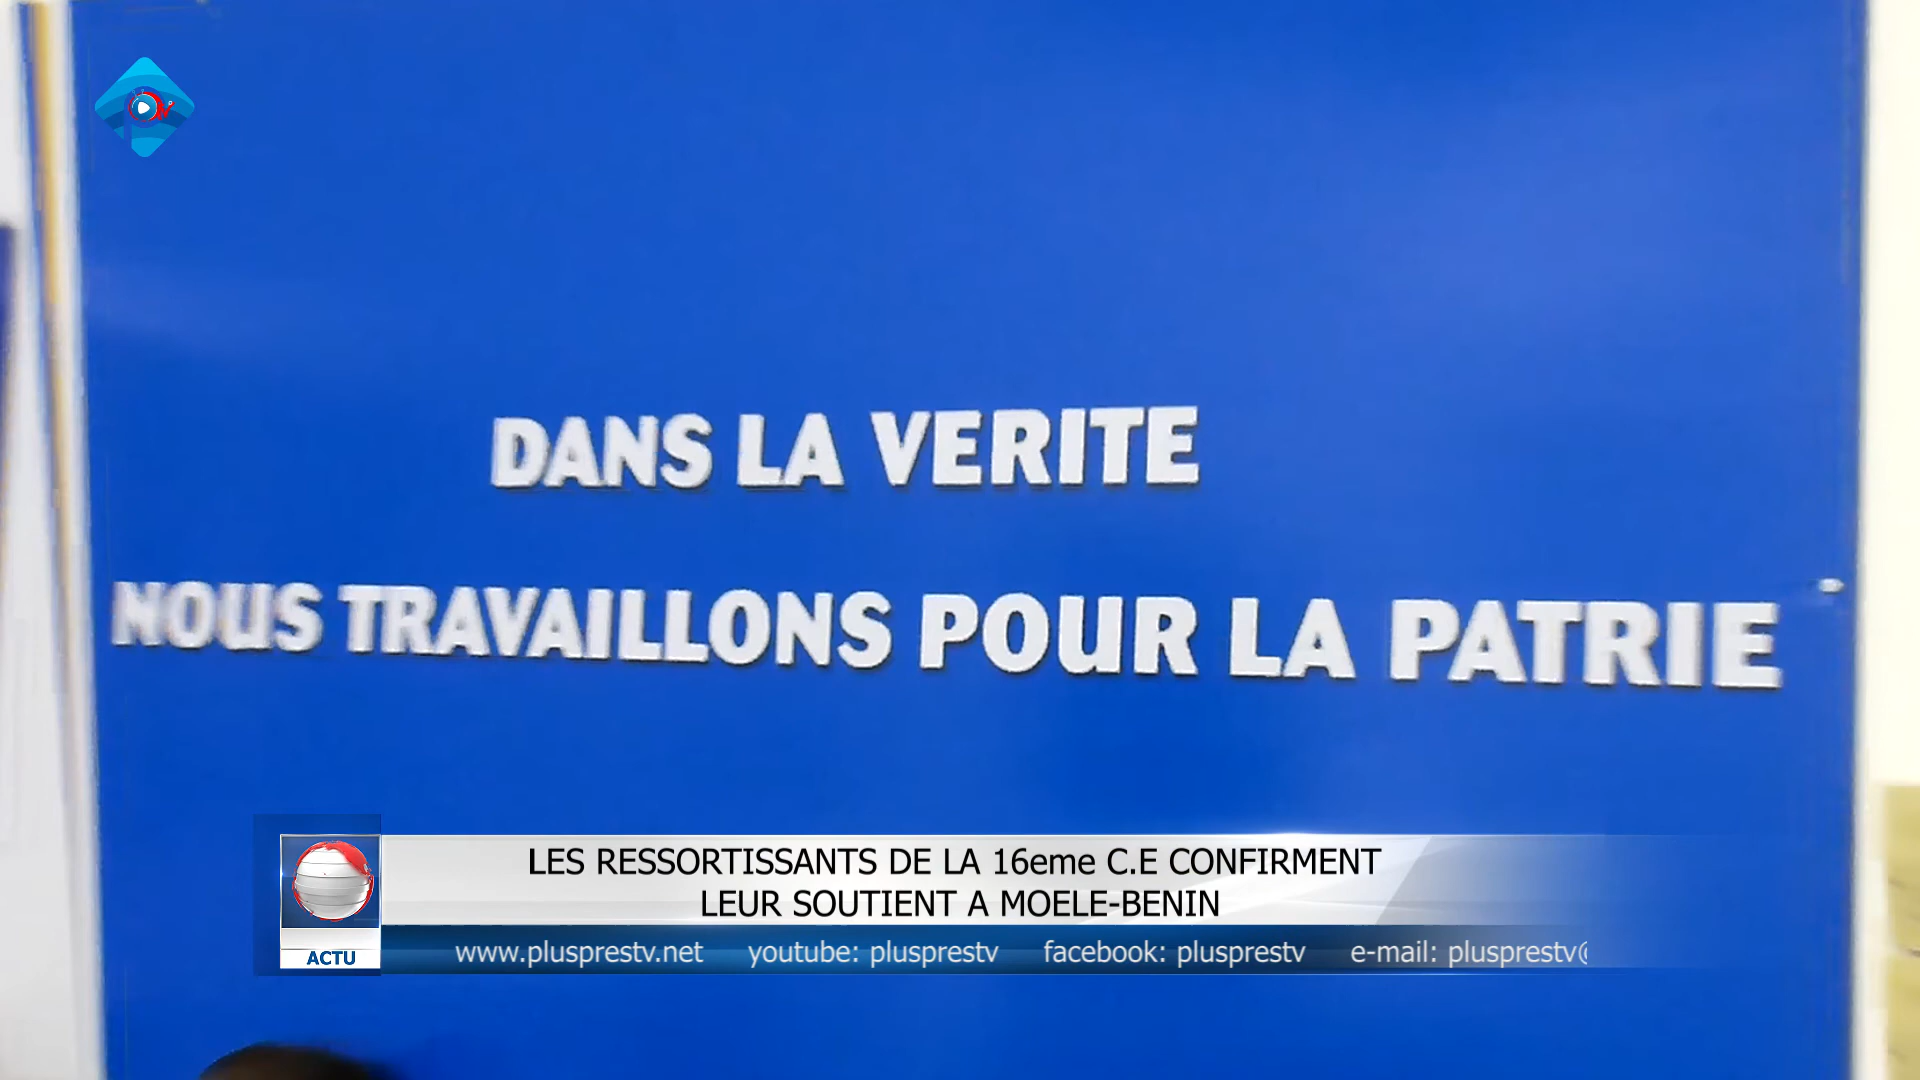 DANS LA VERITE
NOUS TRAVAILLONS POUR LA PATRIE
LES RESSORTISSANTS DE LA 16eme C.E CONFIRMENT
LEUR SOUTIENT A MOELE-BENIN
ACTU
www.plusprestv.net youtube: plusprestv facebook: plusprestv e-mail: plusprestv@